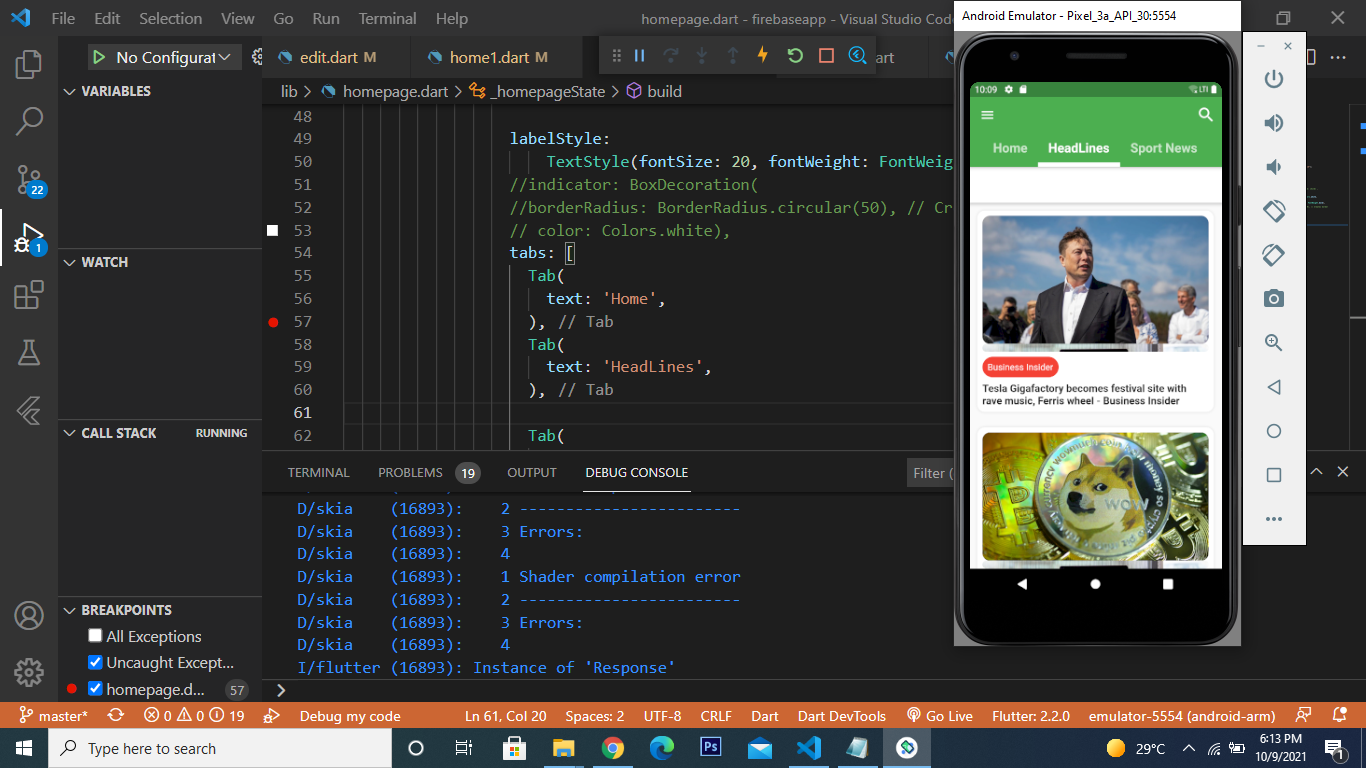 File Edit Selection View Go Run Terminal Help
homepage.dart - firebaseapp - Visual Studio Code
No Configurat
VARIABLES
WATCH
CALL STACK
RUNNING
BREAKPOINTS
All Exceptions
Uncaught Except...
homepage.d...
57
22
1
edit.dart M
home1.dart M
lib > homepage.dart > _homepageState > build
48
49 labelStyle:
50 TextStyle(fontSize: 20, fontWeight: FontWeig
51 //indicator: BoxDecoration(
52 //borderRadius: BorderRadius.circular(50), // Cr
53 // color: Colors.white),
54 tabs: [
55 Tab(
56 text: 'Home',
57 ), // Tab
58 Tab(
59 text: 'HeadLines',
60 ), // Tab
61
62 Tab(
TERMINAL PROBLEMS 19 OUTPUT DEBUG CONSOLE
Filter (
D/skia (16893): 2 ------------------------
D/skia (16893): 3 Errors:
D/skia (16893): 4
D/skia (16893): 1 Shader compilation error
D/skia (16893): 2 ------------------------
D/skia (16893): 3 Errors:
D/skia (16893): 4
I/flutter (16893): Instance of 'Response'
Android Emulator - Pixel_3a_API_30:5554
10:09
Home HeadLines Sport News
Business Insider
Tesla Gigafactory becomes festival site with
rave music, Ferris wheel - Business Insider
WOW
master* 0 0 19 Debug my code Ln 61, Col 20 Spaces: 2 UTF-8 CRLF Dart Dart DevTools Go Live Flutter: 2.2.0 emulator-5554 (android-arm)
Type here to search
Ps
29°C
6:13 PM
10/9/2021
1